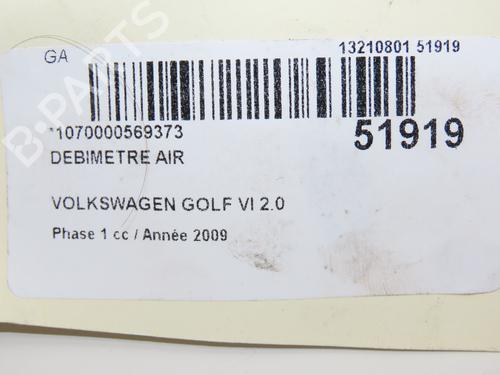 GA
13210801 51919
*1070000569373
51919
DEBIMETRE AIR
VOLKSWAGEN GOLF VI 2.0
Phase 1 cc / Année 2009
B-PARTS